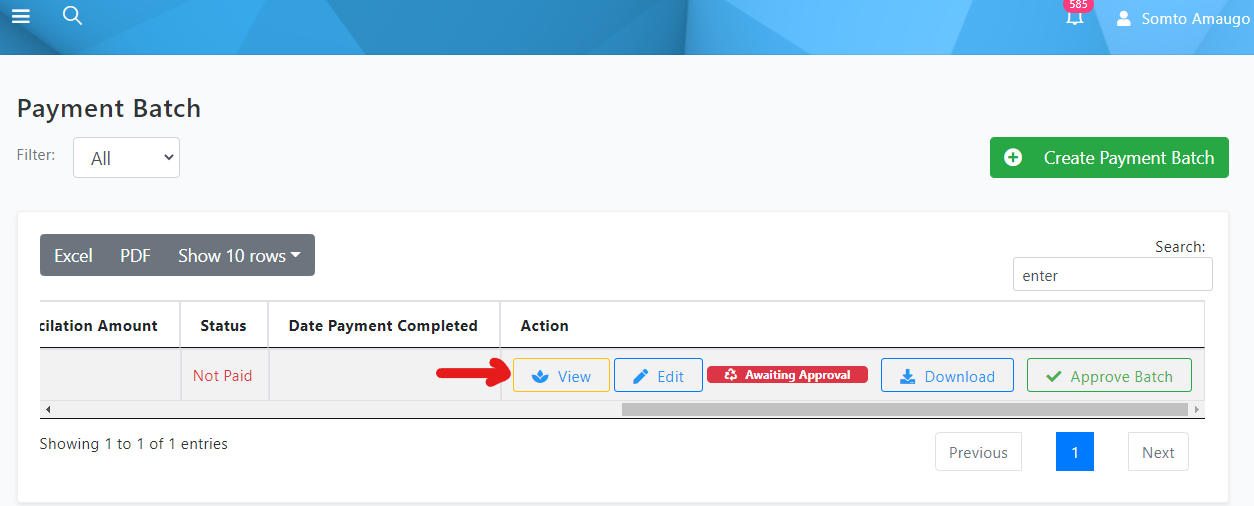 585
Somto Amaugo
Payment Batch
Filter:
All
Create Payment Batch
Excel PDF Show 10 rows
Search:
enter
cilation Amount Status Date Payment Completed Action
Not Paid View Edit Awaiting Approval Download Approve Batch
Showing 1 to 1 of 1 entries
Previous 1 Next